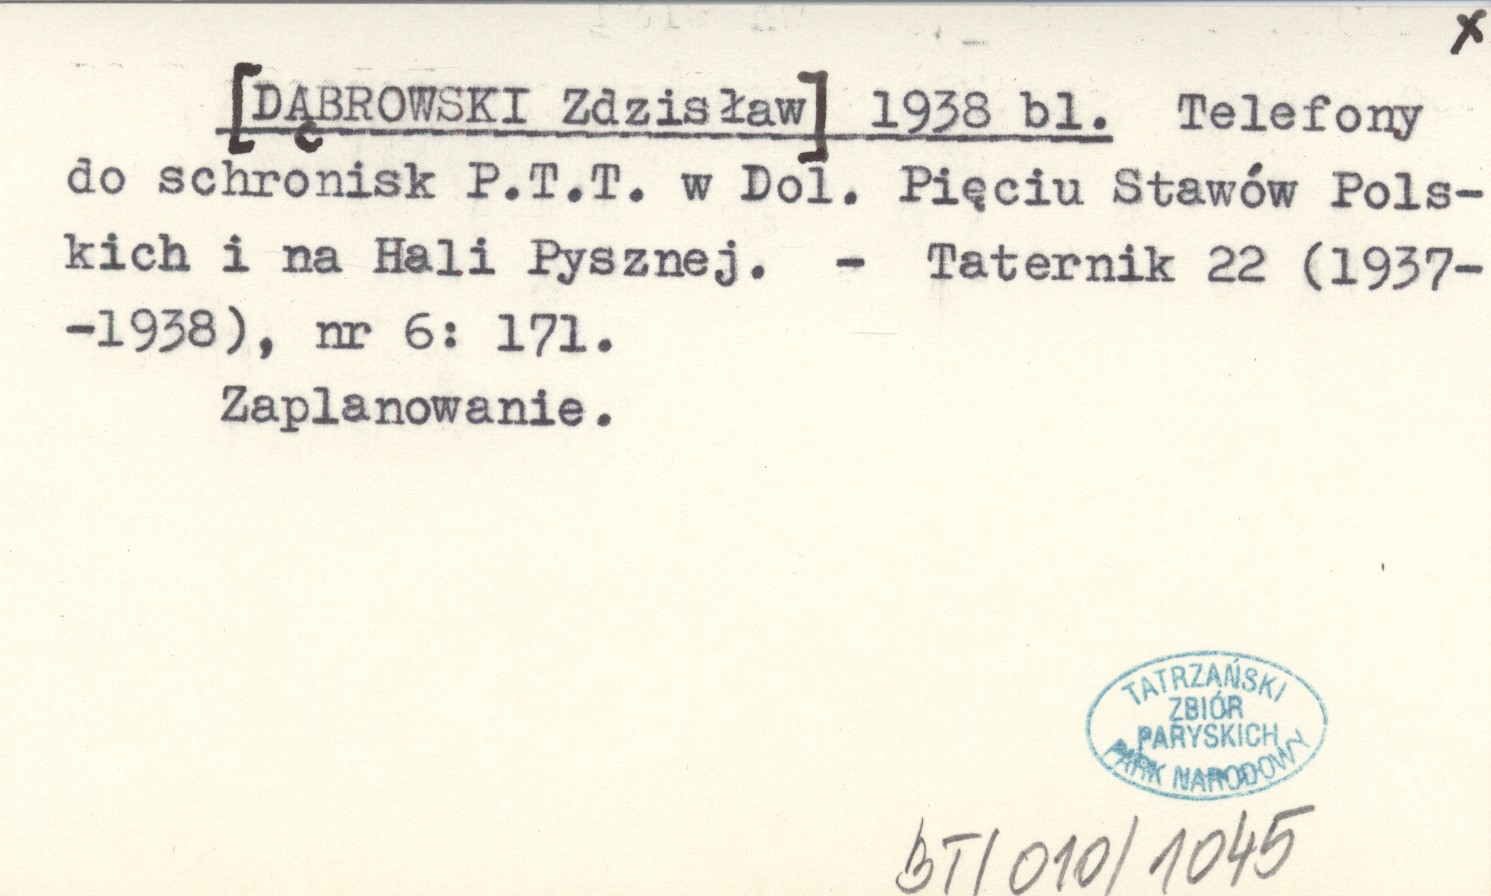 x
[DĄBROWSKI Zdzisław] 1938 bl. Telefony
do schronisk P.T.T. w Dol. Pięciu Stawów Pols-
kich i na Hali Pysznej. - Taternik 22 (1937-
-1938), nr 6: 171.
Zaplanowanie.
TATRZAŃSKI
ZBIÓR
PARYSKICH
PARK NARODOWY
BT/010/1045